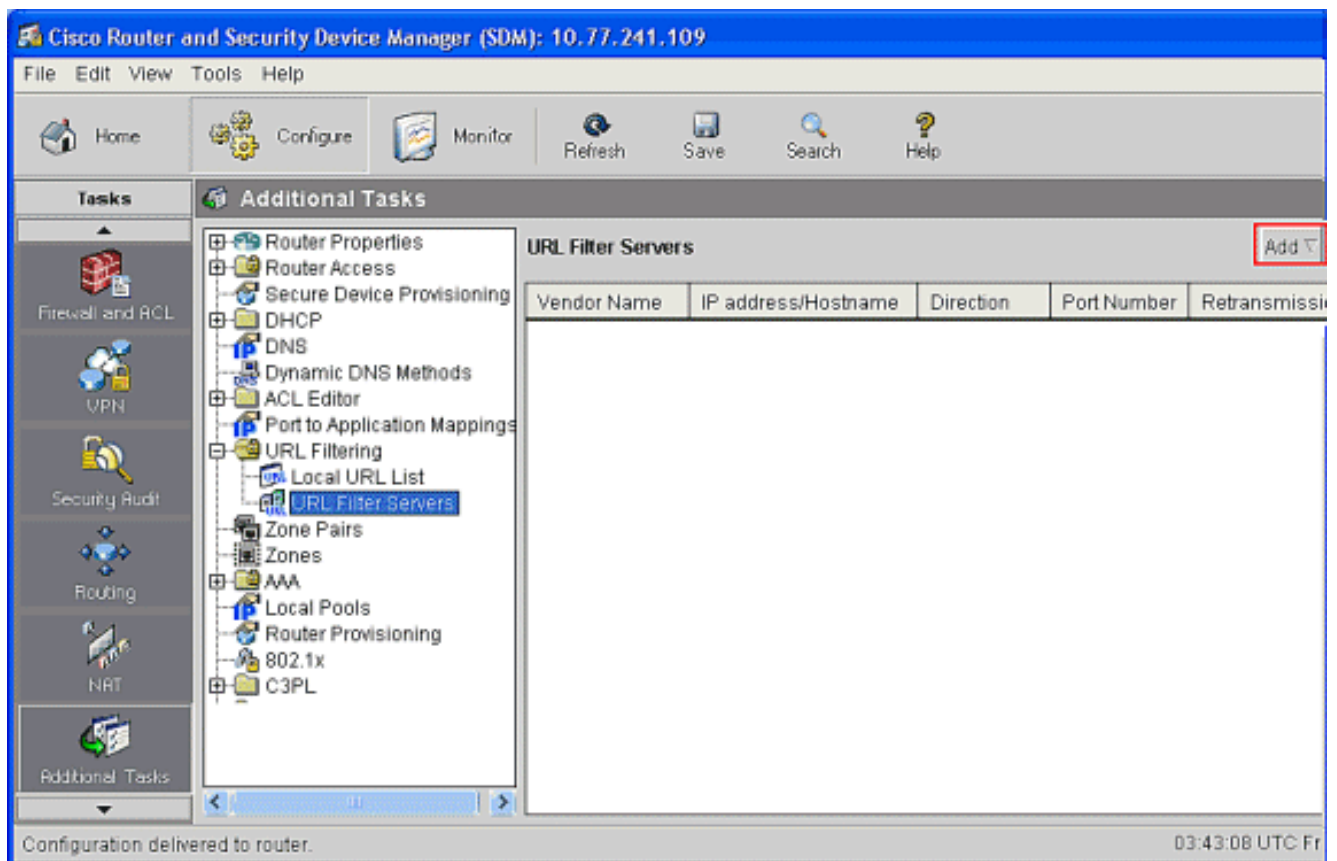 Cisco Router and Security Device Manager (SDM): 10.77.241.109
File Edit View Tools Help
Home Configure Monitor Refresh Save Search Help
Tasks
Additional Tasks
Firewall and ACL
VPN
Security Audit
Routing
NAT
Additional Tasks
Router Properties
Router Access
Secure Device Provisioning
DHCP
DNS
Dynamic DNS Methods
ACL Editor
Port to Application Mappings
URL Filtering
Local URL List
URL Filter Servers
Zone Pairs
Zones
AAA
Local Pools
Router Provisioning
802.1x
C3PL
URL Filter Servers
Add
Vendor Name IP address/Hostname Direction Port Number Retransmissi
Configuration delivered to router.
03:43:08 UTC Fr